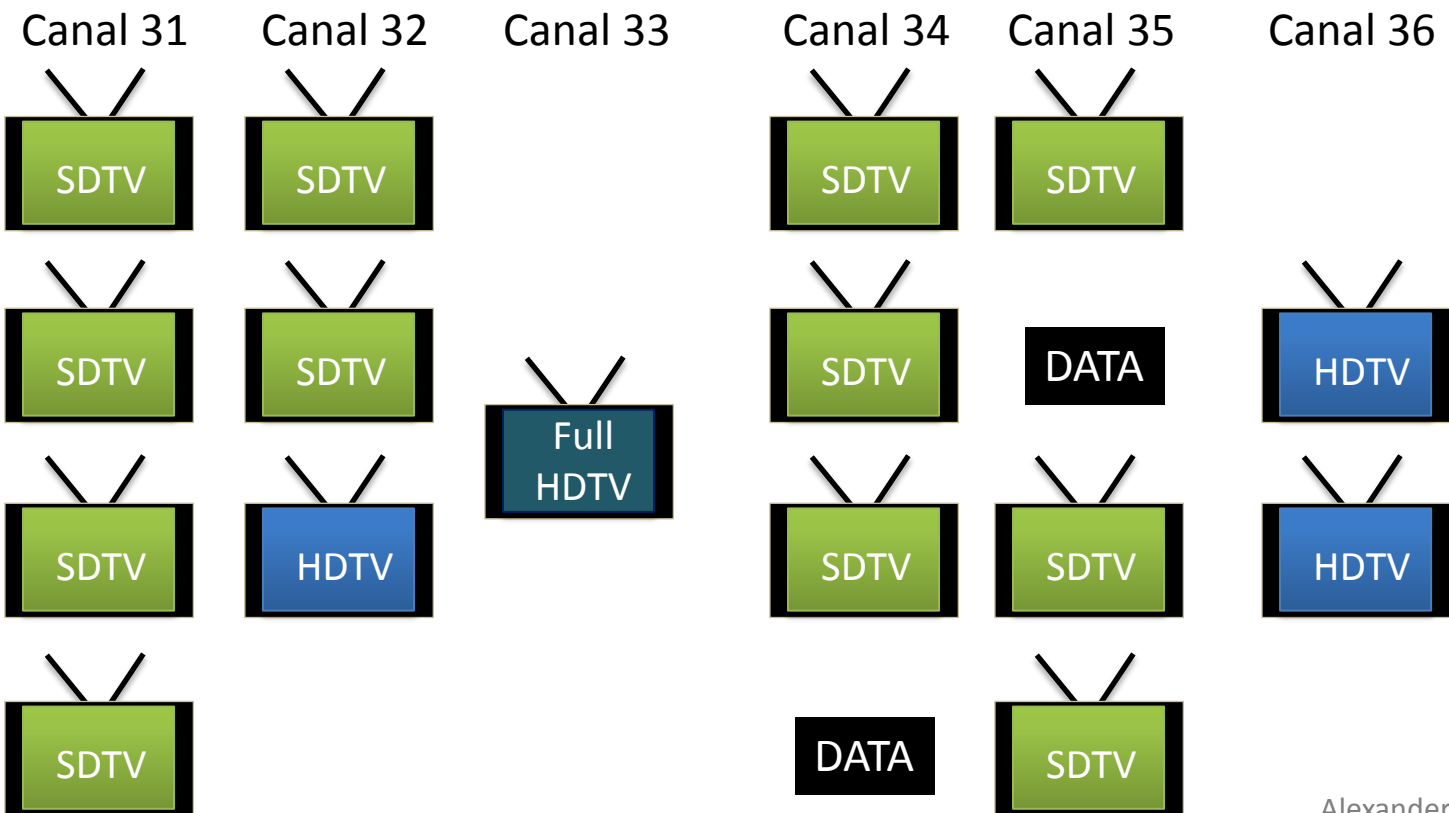 Canal 31 Canal 32 Canal 33 Canal 34 Canal 35 Canal 36
SDTV SDTV SDTV SDTV
SDTV SDTV SDTV DATA HDTV
Full
HDTV
SDTV HDTV SDTV SDTV HDTV
SDTV DATA SDTV
Alexander